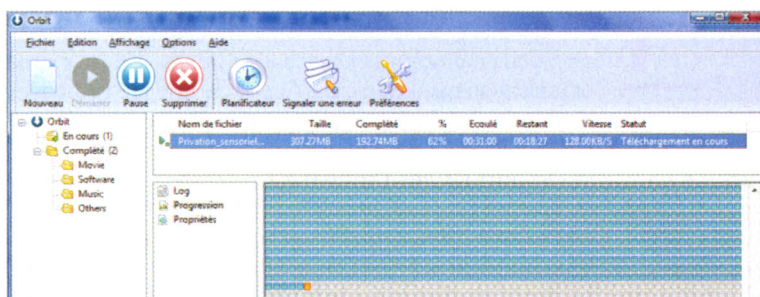 Orbit
Fichier Edition Affichage Options Aide
Nouveau Démarrer Pause Supprimer Planificateur Signaler une erreur Préférences
Orbit
En cours (1)
Complété (2)
Movie
Software
Music
Others
Nom de fichier Taille Complété % Ecoulé Restant Vitesse Statut
Privation_sensoriel... 307.27MB 192.74MB 62% 00:31:00 00:18:27 128.00KB/S Téléchargement en cours
Log
Progression
Propriétés